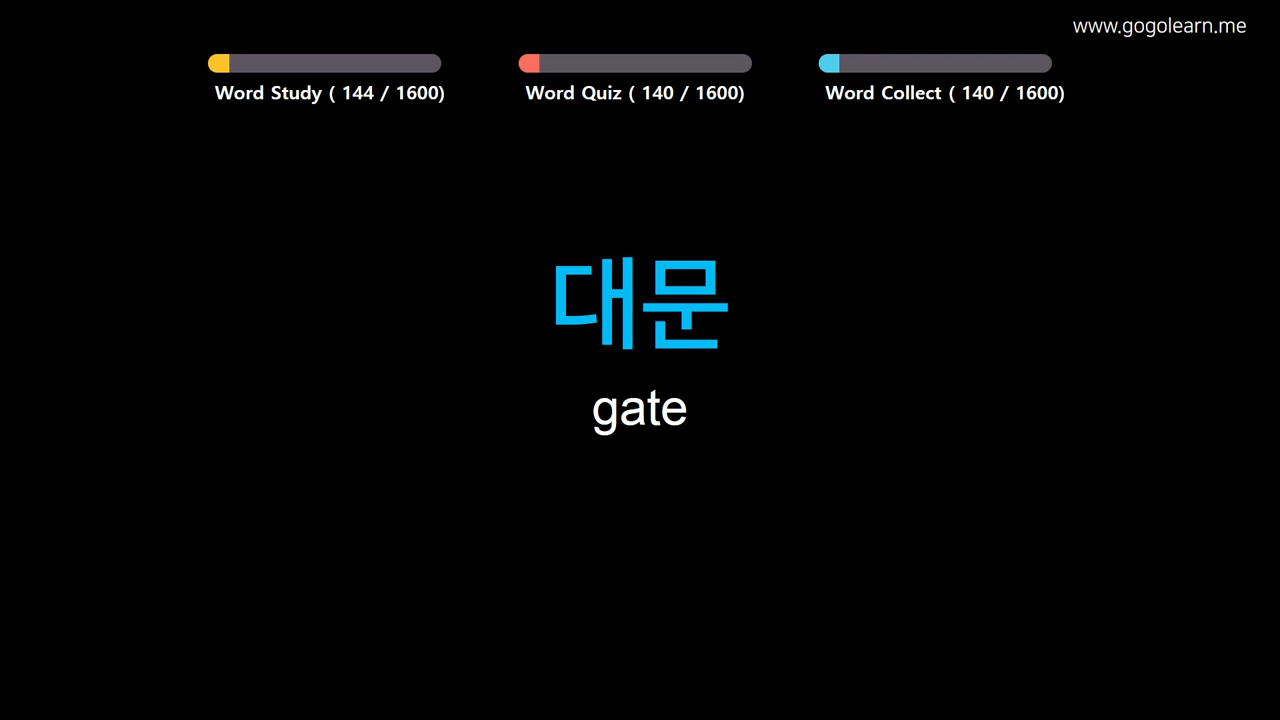 www.gogolearn.me
Word Study ( 144 / 1600)
Word Quiz ( 140 / 1600)
Word Collect ( 140 / 1600)
대문
gate